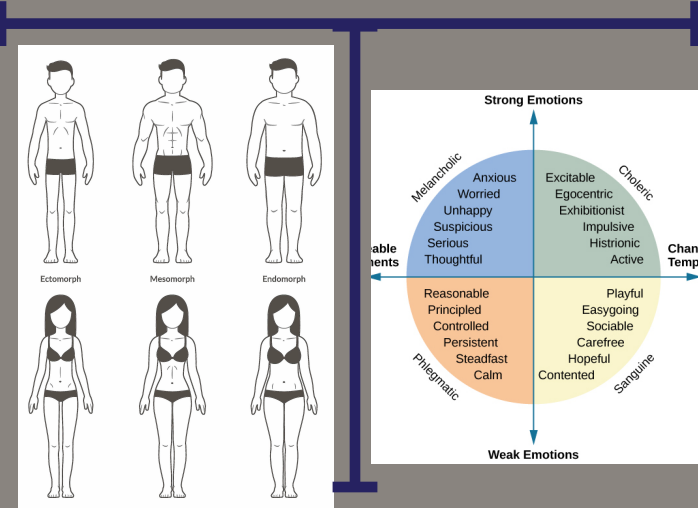 Ectomorph
Mesomorph
Endomorph
Strong Emotions
Melancholic
Choleric
Anxious
Worried
Unhappy
Suspicious
Serious
Thoughtful
Excitable
Egocentric
Exhibitionist
Impulsive
Histrionic
Active
Reasonable
Principled
Controlled
Persistent
Steadfast
Calm
Playful
Easygoing
Sociable
Carefree
Hopeful
Contented
Phlegmatic
Sanguine
Weak Emotions